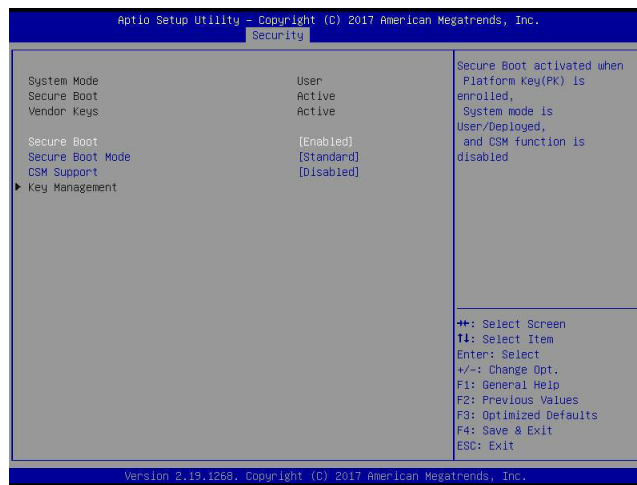 Aptio Setup Utility – Copyright (C) 2017 American Megatrends, Inc.
Security
System Mode User
Secure Boot Active
Vendor Keys Active
Secure Boot [Enabled]
Secure Boot Mode [Standard]
CSM Support [Disabled]
Key Management
Secure Boot activated when
Platform Key(PK) is
enrolled,
System mode is
User/Deployed,
and CSM function is
disabled
→←: Select Screen
↑↓: Select Item
Enter: Select
+/-: Change Opt.
F1: General Help
F2: Previous Values
F3: Optimized Defaults
F4: Save & Exit
ESC: Exit
Version 2.19.1268. Copyright (C) 2017 American Megatrends, Inc.